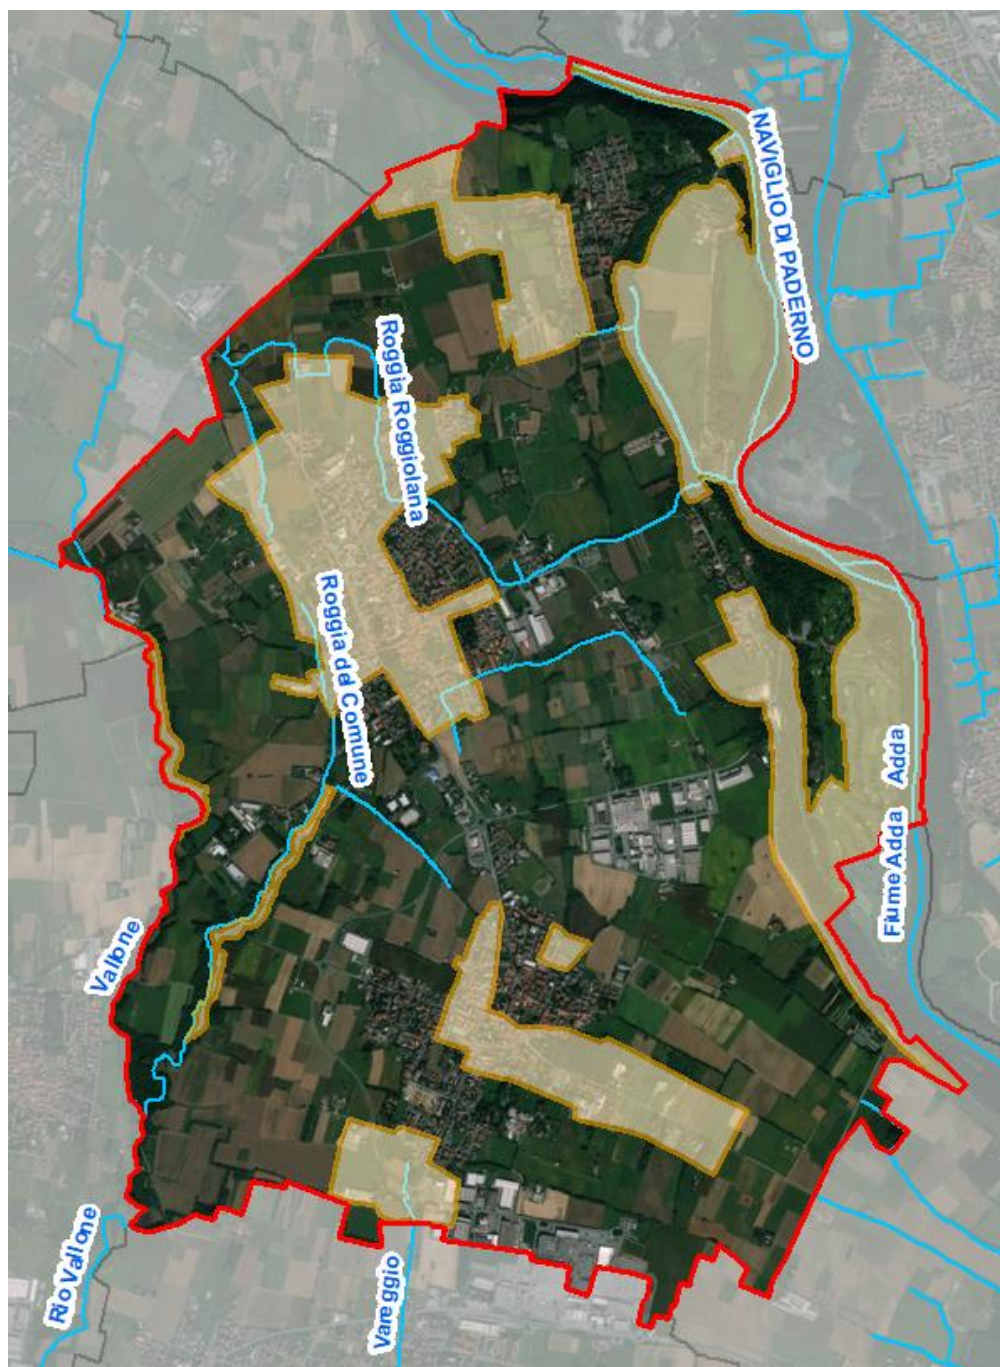 NAVIGLIO DI PADERNO
Roggia Roggiolana
Roggia del Comune
Adda
Fiume Adda
Vallone
Rio Vallone
Vareggio